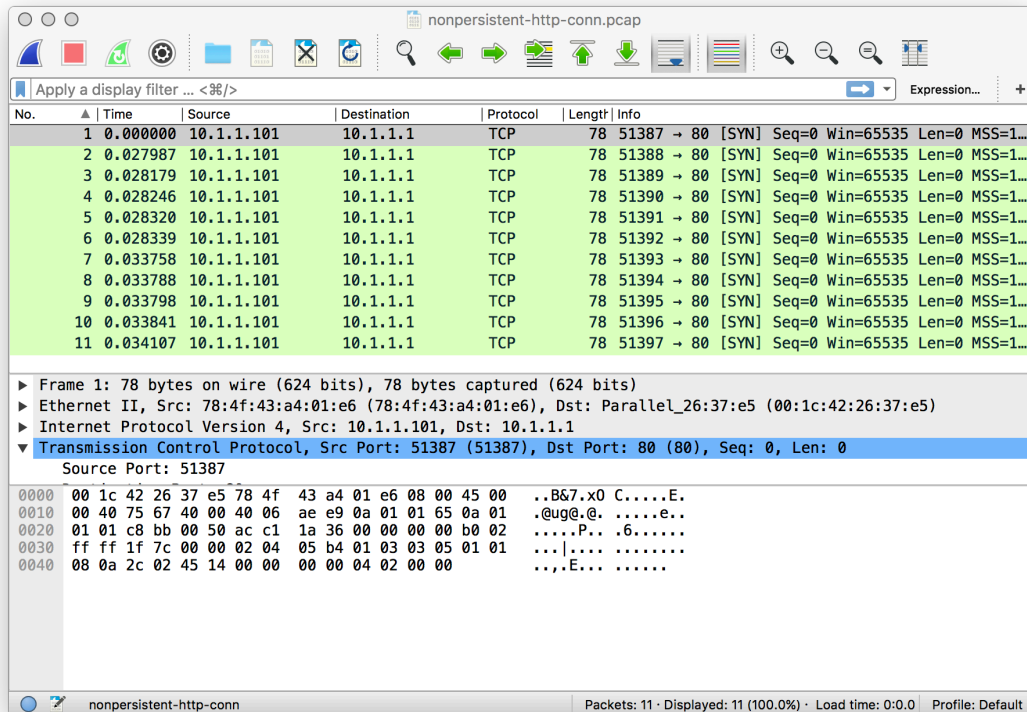 nonpersistent-http-conn.pcap
Apply a display filter ... <⌘/>
Expression... +
No. Time Source Destination Protocol Length Info
1 0.000000 10.1.1.101 10.1.1.1 TCP 78 51387 → 80 [SYN] Seq=0 Win=65535 Len=0 MSS=1…
2 0.027987 10.1.1.101 10.1.1.1 TCP 78 51388 → 80 [SYN] Seq=0 Win=65535 Len=0 MSS=1…
3 0.028179 10.1.1.101 10.1.1.1 TCP 78 51389 → 80 [SYN] Seq=0 Win=65535 Len=0 MSS=1…
4 0.028246 10.1.1.101 10.1.1.1 TCP 78 51390 → 80 [SYN] Seq=0 Win=65535 Len=0 MSS=1…
5 0.028320 10.1.1.101 10.1.1.1 TCP 78 51391 → 80 [SYN] Seq=0 Win=65535 Len=0 MSS=1…
6 0.028339 10.1.1.101 10.1.1.1 TCP 78 51392 → 80 [SYN] Seq=0 Win=65535 Len=0 MSS=1…
7 0.033758 10.1.1.101 10.1.1.1 TCP 78 51393 → 80 [SYN] Seq=0 Win=65535 Len=0 MSS=1…
8 0.033788 10.1.1.101 10.1.1.1 TCP 78 51394 → 80 [SYN] Seq=0 Win=65535 Len=0 MSS=1…
9 0.033798 10.1.1.101 10.1.1.1 TCP 78 51395 → 80 [SYN] Seq=0 Win=65535 Len=0 MSS=1…
10 0.033841 10.1.1.101 10.1.1.1 TCP 78 51396 → 80 [SYN] Seq=0 Win=65535 Len=0 MSS=1…
11 0.034107 10.1.1.101 10.1.1.1 TCP 78 51397 → 80 [SYN] Seq=0 Win=65535 Len=0 MSS=1…
Frame 1: 78 bytes on wire (624 bits), 78 bytes captured (624 bits)
Ethernet II, Src: 78:4f:43:a4:01:e6 (78:4f:43:a4:01:e6), Dst: Parallel_26:37:e5 (00:1c:42:26:37:e5)
Internet Protocol Version 4, Src: 10.1.1.101, Dst: 10.1.1.1
Transmission Control Protocol, Src Port: 51387 (51387), Dst Port: 80 (80), Seq: 0, Len: 0
Source Port: 51387
0000 00 1c 42 26 37 e5 78 4f 43 a4 01 e6 08 00 45 00 ..B&7.xO C.....E.
0010 00 40 75 67 40 00 40 06 ae e9 0a 01 01 65 0a 01 .@ug@.@. .....e..
0020 01 01 c8 bb 00 50 ac c1 1a 36 00 00 00 00 b0 02 .....P.. .6......
0030 ff ff 1f 7c 00 00 02 04 05 b4 01 03 03 05 01 01 ...|.... ........
0040 08 0a 2c 02 45 14 00 00 00 00 04 02 00 00 ..,.E... ......
nonpersistent-http-conn Packets: 11 · Displayed: 11 (100.0%) · Load time: 0:0.0 Profile: Default